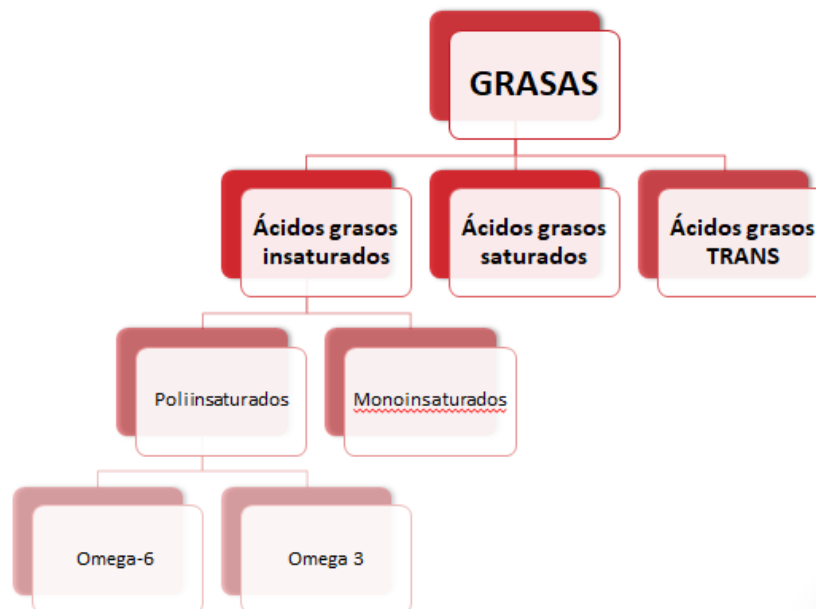 GRASAS
Ácidos grasos
insaturados
Ácidos grasos
saturados
Ácidos grasos
TRANS
Poliinsaturados
Monoinsaturados
Omega-6
Omega 3